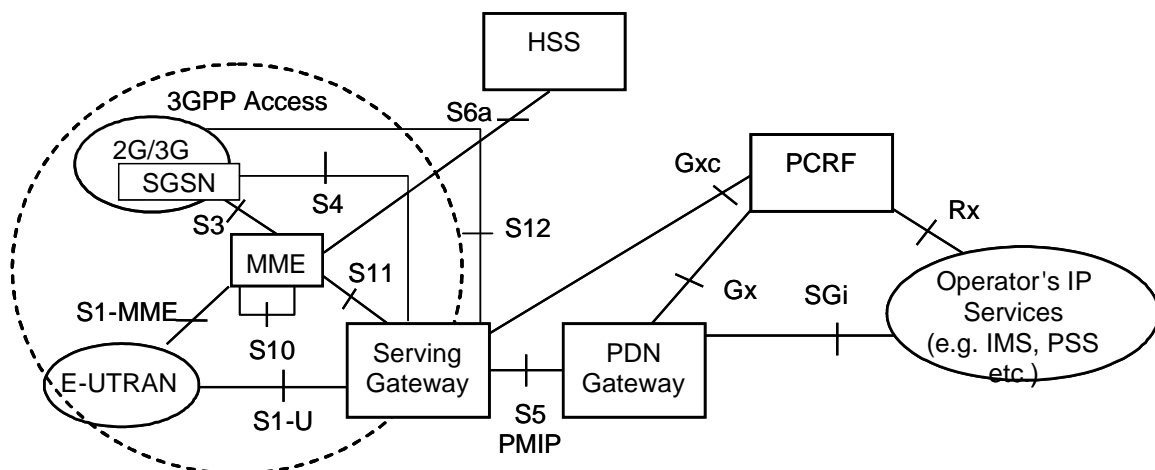 HSS
3GPP Access
S6a
2G/3G
SGSN
PCRF
Gxc
S4
S3
Rx
S12
MME
S11
Operator's IP
Services
(e.g. IMS, PSS
etc.)
Gx
SGi
S1-MME
S10
Serving
Gateway
PDN
Gateway
E-UTRAN
S1-U
S5
PMIP